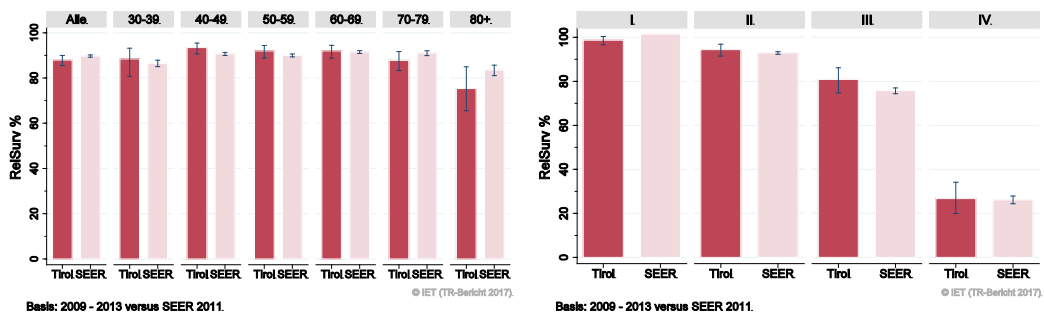 Alle. 30-39. 40-49. 50-59. 60-69. 70-79. 80+.
RelSurv %
100
80
60
40
20
0
Tirol. SEER. Tirol. SEER. Tirol. SEER. Tirol. SEER. Tirol. SEER. Tirol. SEER. Tirol. SEER.
© IET (TR-Bericht 2017).
Basis: 2009 - 2013 versus SEER 2011.
I. II. III. IV.
RelSurv %
100
80
60
40
20
0
Tirol. SEER. Tirol. SEER. Tirol. SEER. Tirol. SEER.
© IET (TR-Bericht 2017).
Basis: 2009 - 2013 versus SEER 2011.